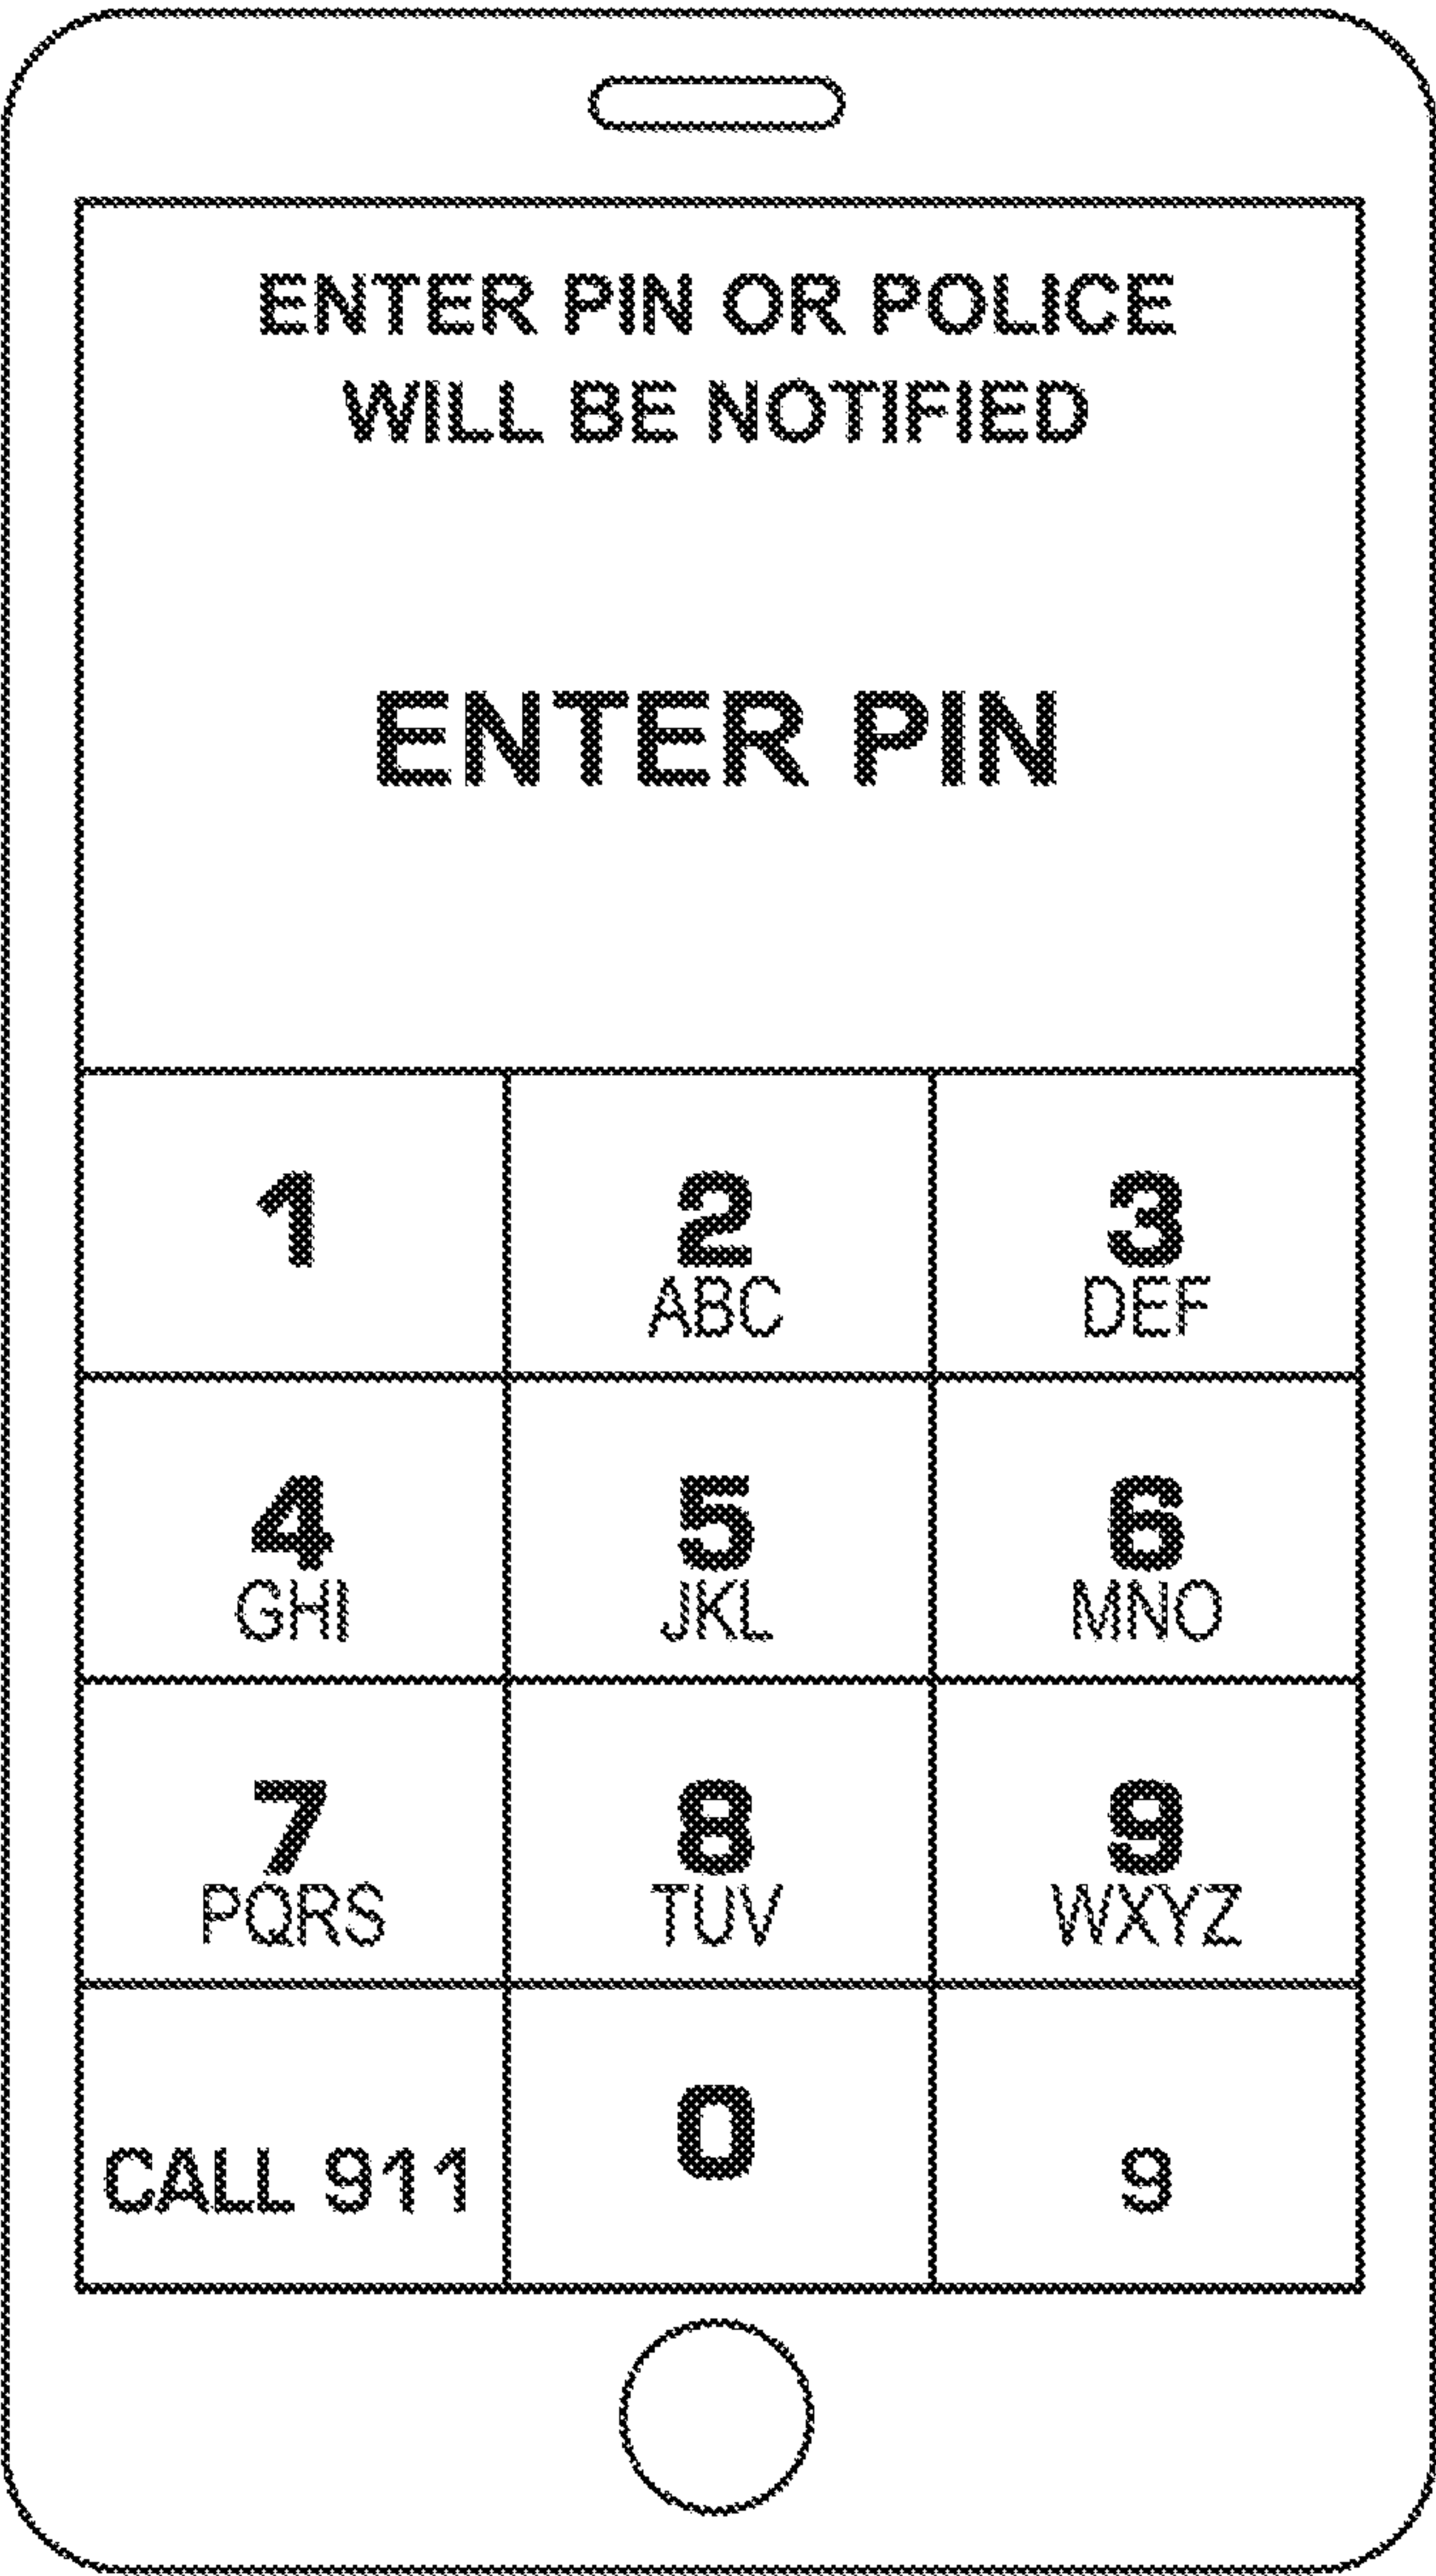 ENTER PIN OR POLICE
WILL BE NOTIFIED
ENTER PIN
1 2 3
ABC DEF
4 5 6
GHI JKL MNO
7 8 9
PQRS TUV WXYZ
CALL 911 0 9